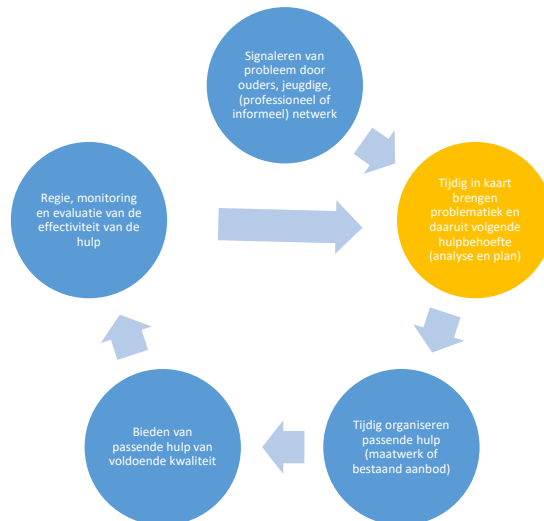 Signaleren van
probleem door
ouders, jeugdige,
(professioneel of
informeel) netwerk
Tijdig in kaart
brengen
problematiek en
daaruit volgende
hulpbehoefte
(analyse en plan)
Tijdig organiseren
passende hulp
(maatwerk of
bestaand aanbod)
Bieden van
passende hulp van
voldoende kwaliteit
Regie, monitoring
en evaluatie van de
effectiviteit van de
hulp